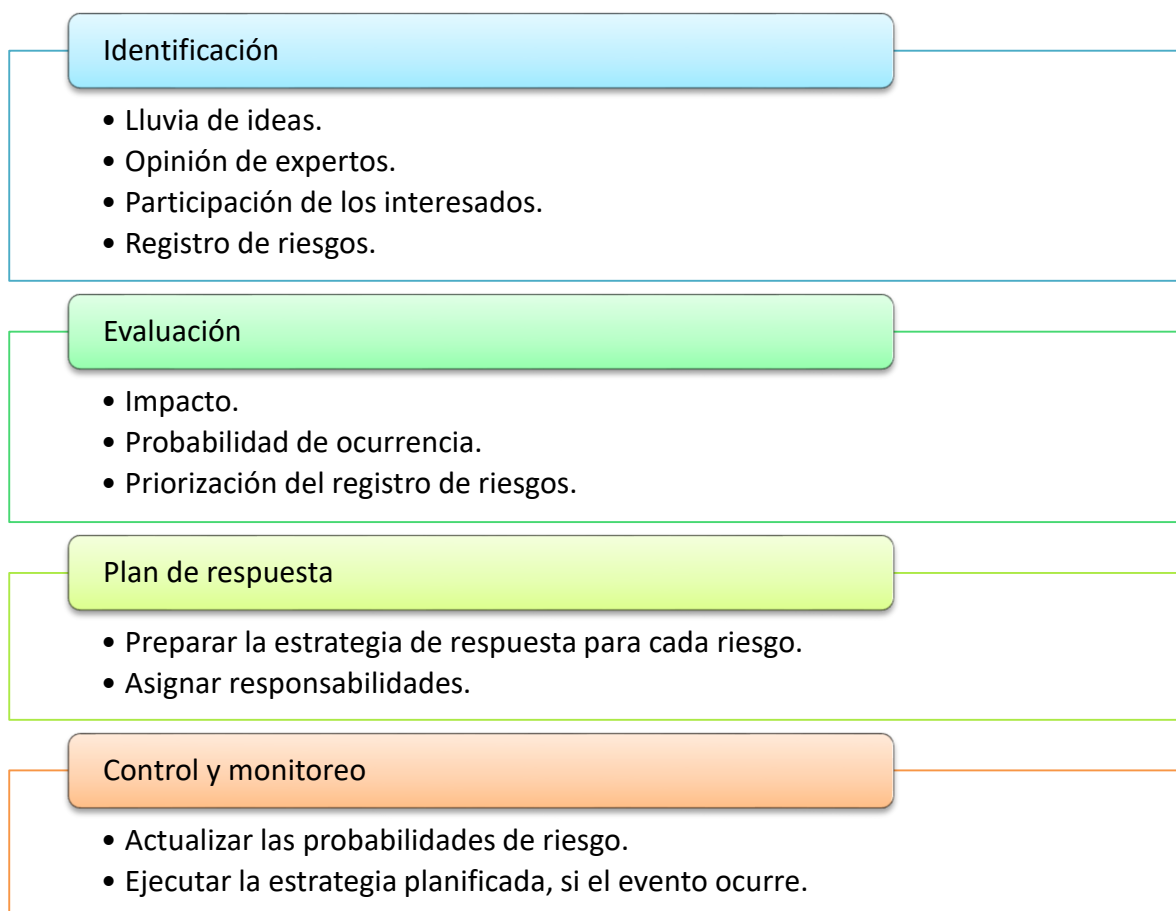 Identificación
• Lluvia de ideas.
• Opinión de expertos.
• Participación de los interesados.
• Registro de riesgos.
Evaluación
• Impacto.
• Probabilidad de ocurrencia.
• Priorización del registro de riesgos.
Plan de respuesta
• Preparar la estrategia de respuesta para cada riesgo.
• Asignar responsabilidades.
Control y monitoreo
• Actualizar las probabilidades de riesgo.
• Ejecutar la estrategia planificada, si el evento ocurre.